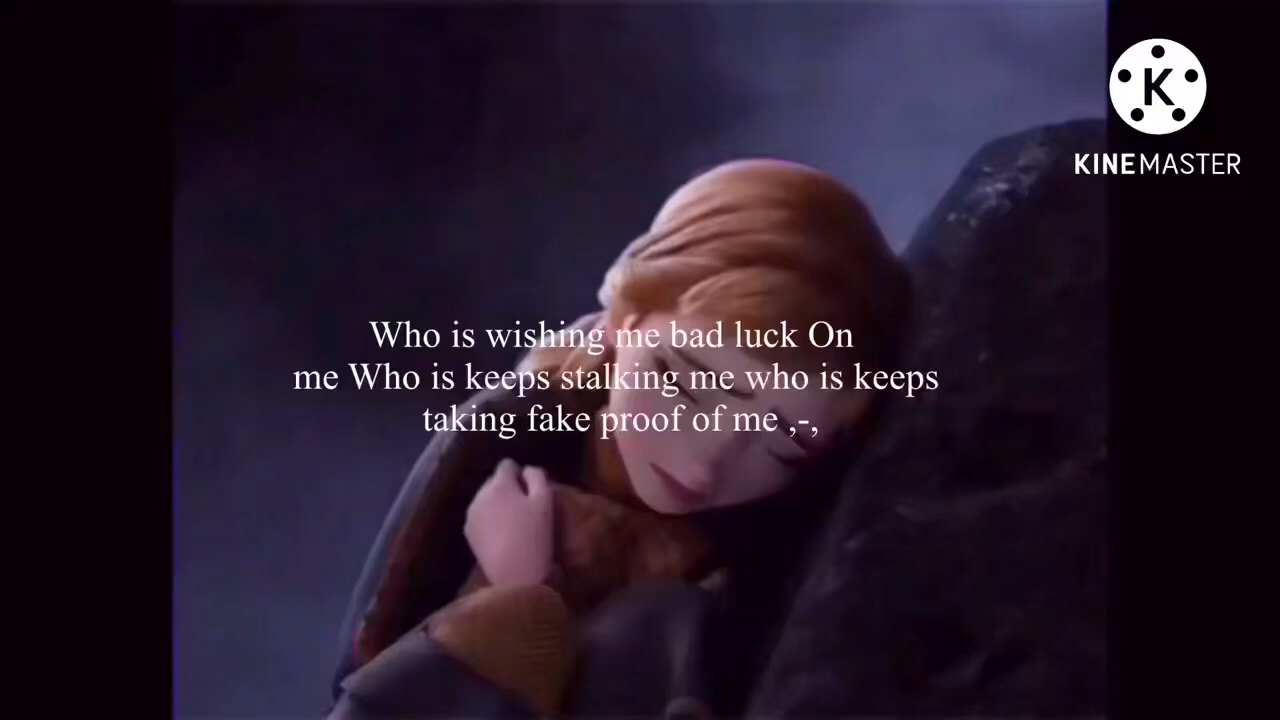 K
KINEMASTER
Who is wishing me bad luck On
me Who is keeps stalking me who is keeps
taking fake proof of me ,-,